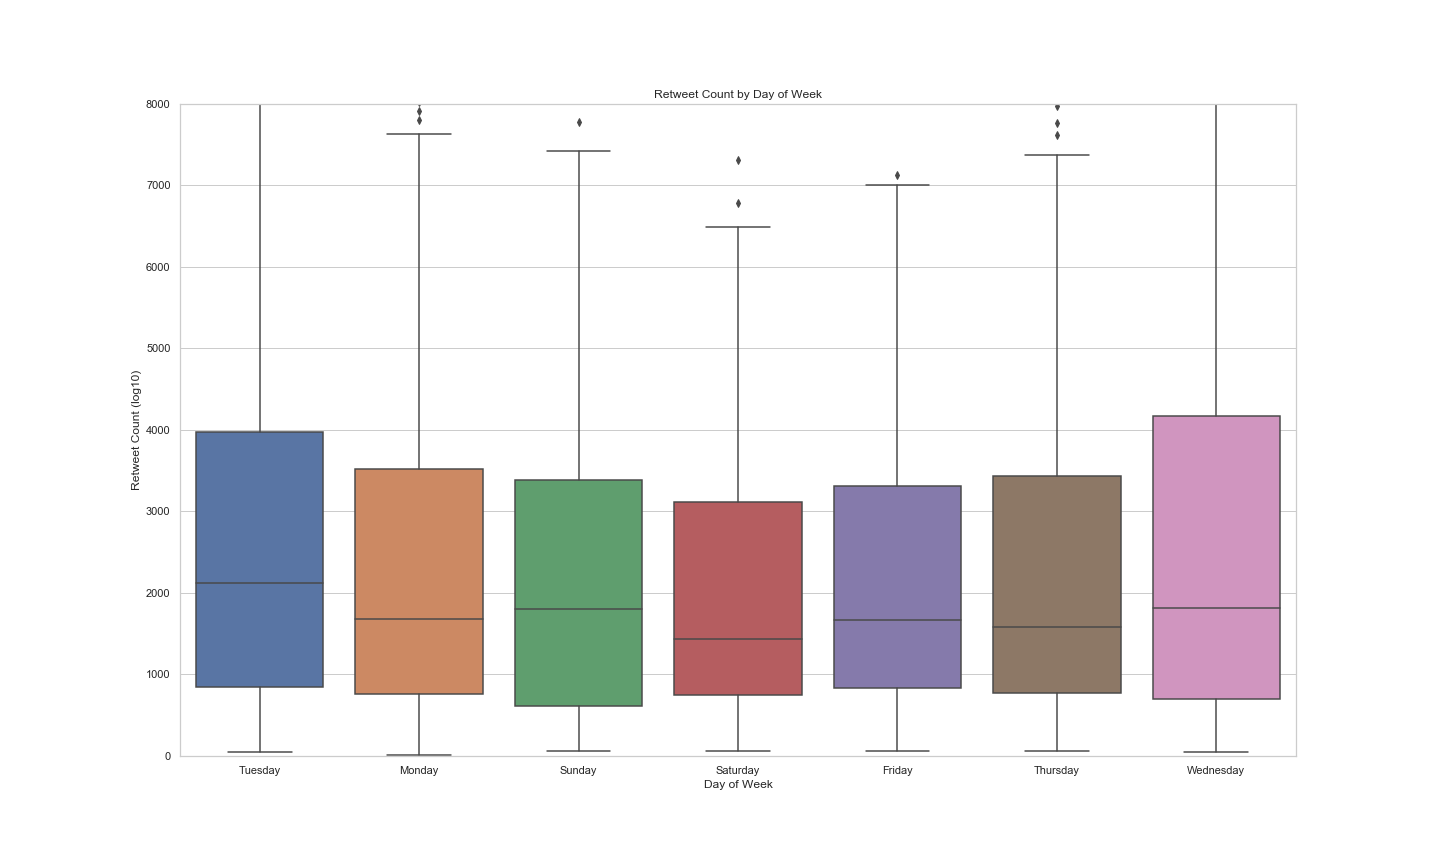 Retweet Count by Day of Week
8000
7000
6000
5000
4000
3000
2000
1000
0
Retweet Count (log10)
Tuesday Monday Sunday Saturday Friday Thursday Wednesday
Day of Week